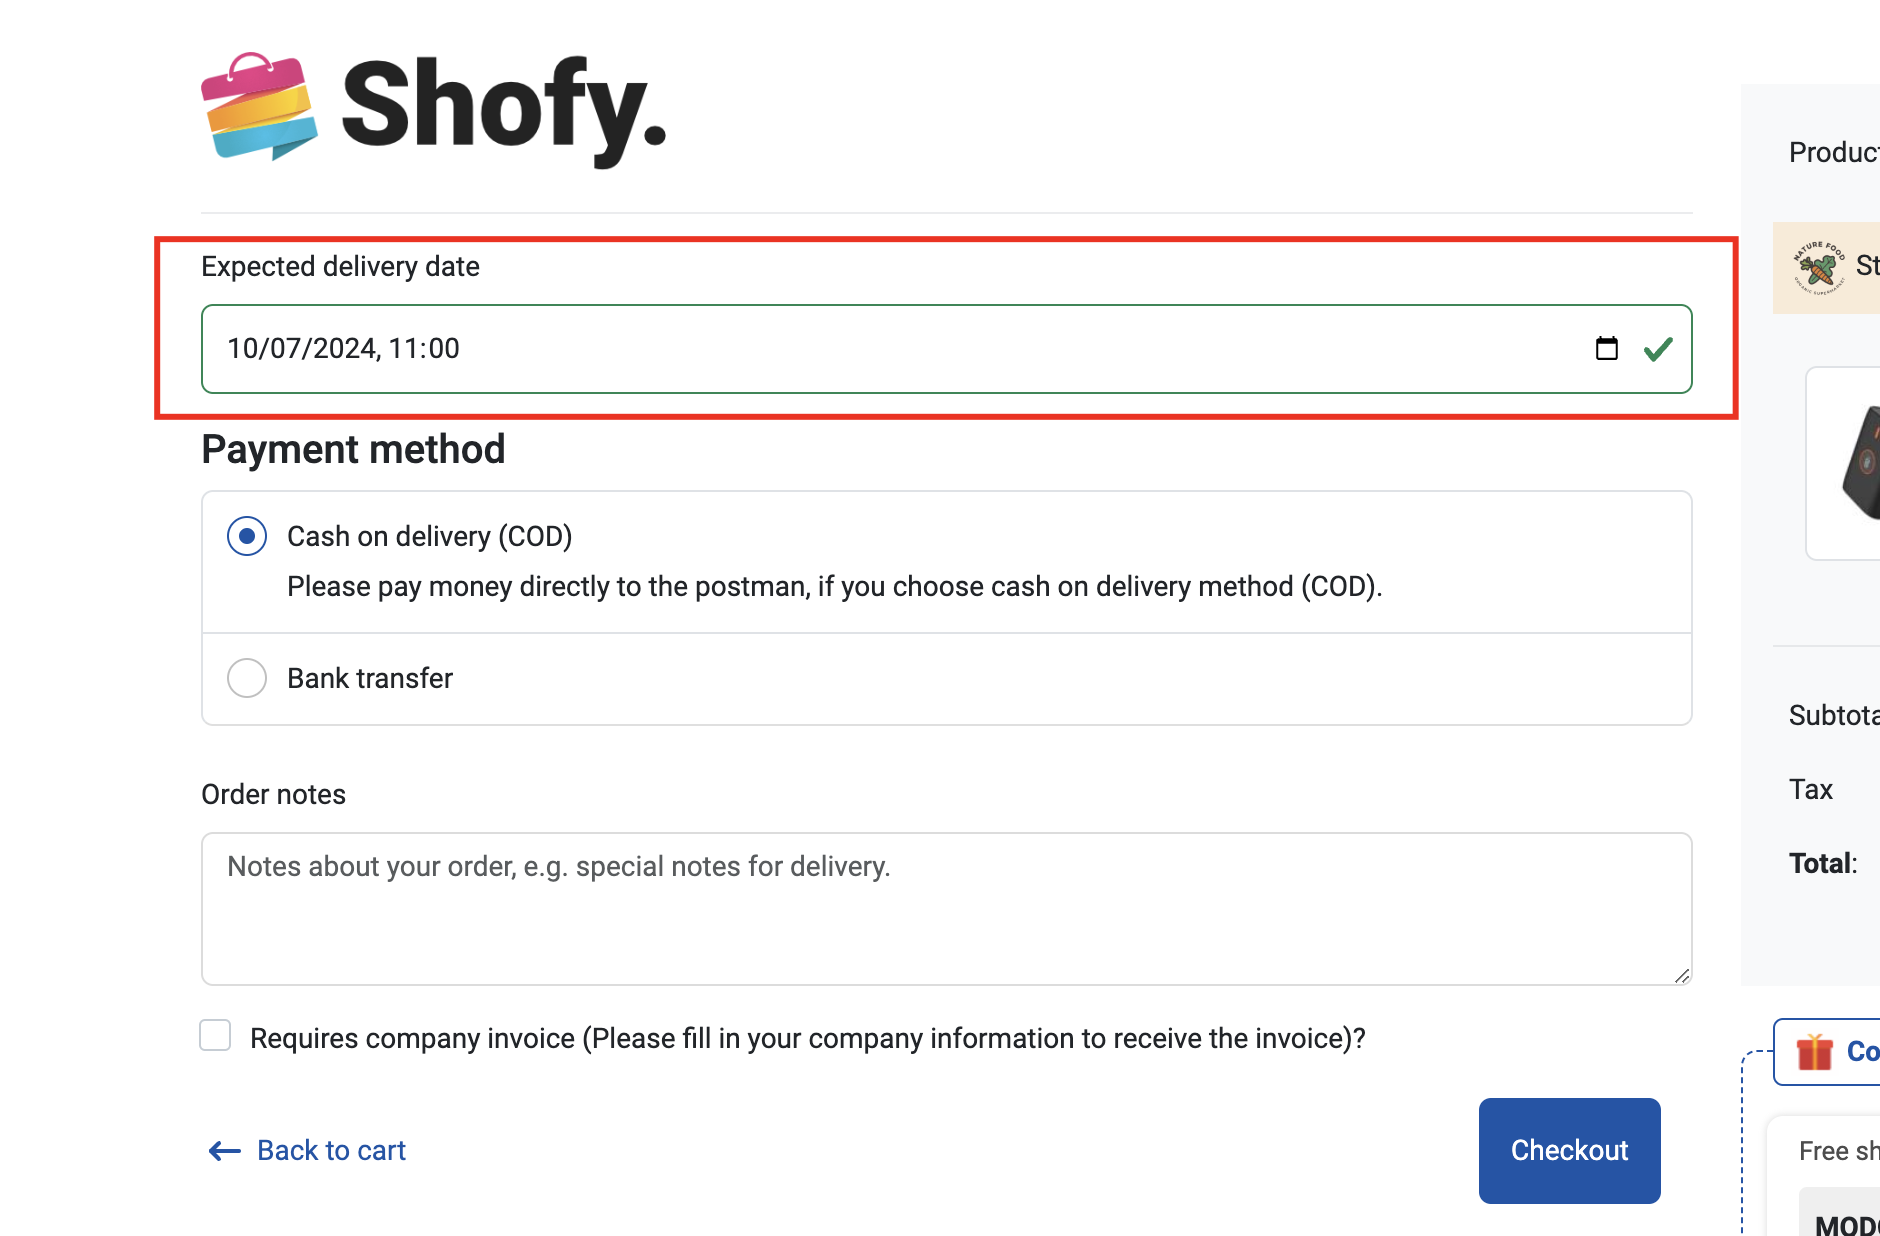 Shofy.
Expected delivery date
10/07/2024, 11:00
Payment method
Cash on delivery (COD)
Please pay money directly to the postman, if you choose cash on delivery method (COD).
Bank transfer
Order notes
Notes about your order, e.g. special notes for delivery.
Requires company invoice (Please fill in your company information to receive the invoice)?
Back to cart
Checkout
Product
NATURE FOOD
ORGANIC SUPERMARKET
St
Subtota
Tax
Total:
Co
Free sh